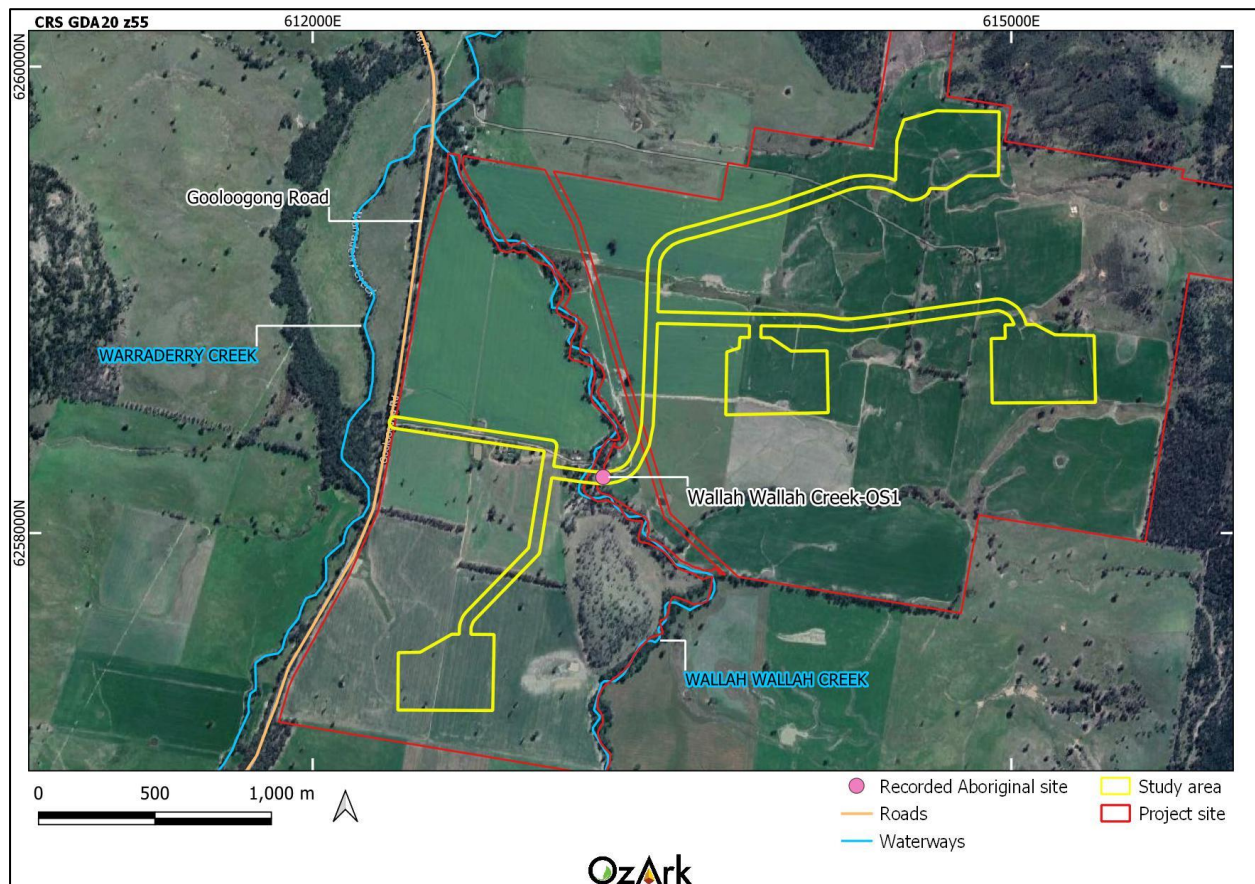 CRS GDA20 z55
612000E
615000E
6260000N
6258000N
Gooloogong Road
WARRADERRY CREEK
Wallah Wallah Creek-OS1
WALLAH WALLAH CREEK
0 500 1,000 m
Recorded Aboriginal site
Roads
Waterways
Study area
Project site
OzArk